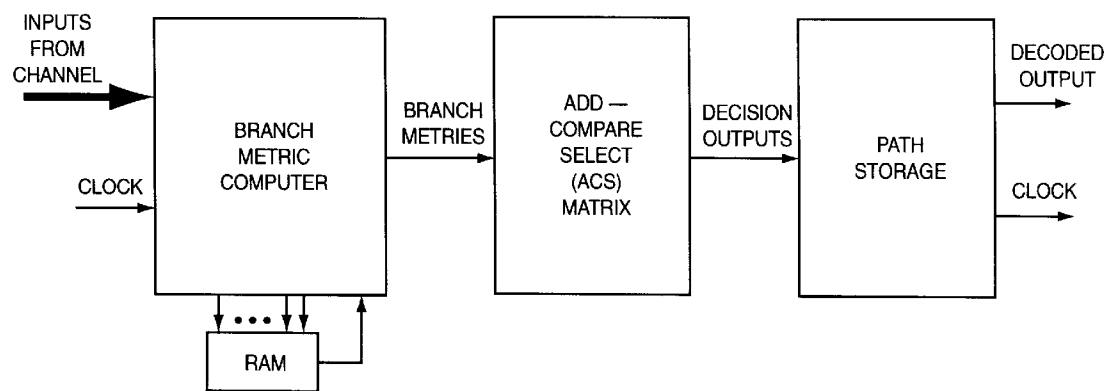 INPUTS
FROM
CHANNEL
CLOCK
BRANCH
METRIC
COMPUTER
RAM
BRANCH
METRIES
ADD —
COMPARE
SELECT
(ACS)
MATRIX
DECISION
OUTPUTS
PATH
STORAGE
DECODED
OUTPUT
CLOCK